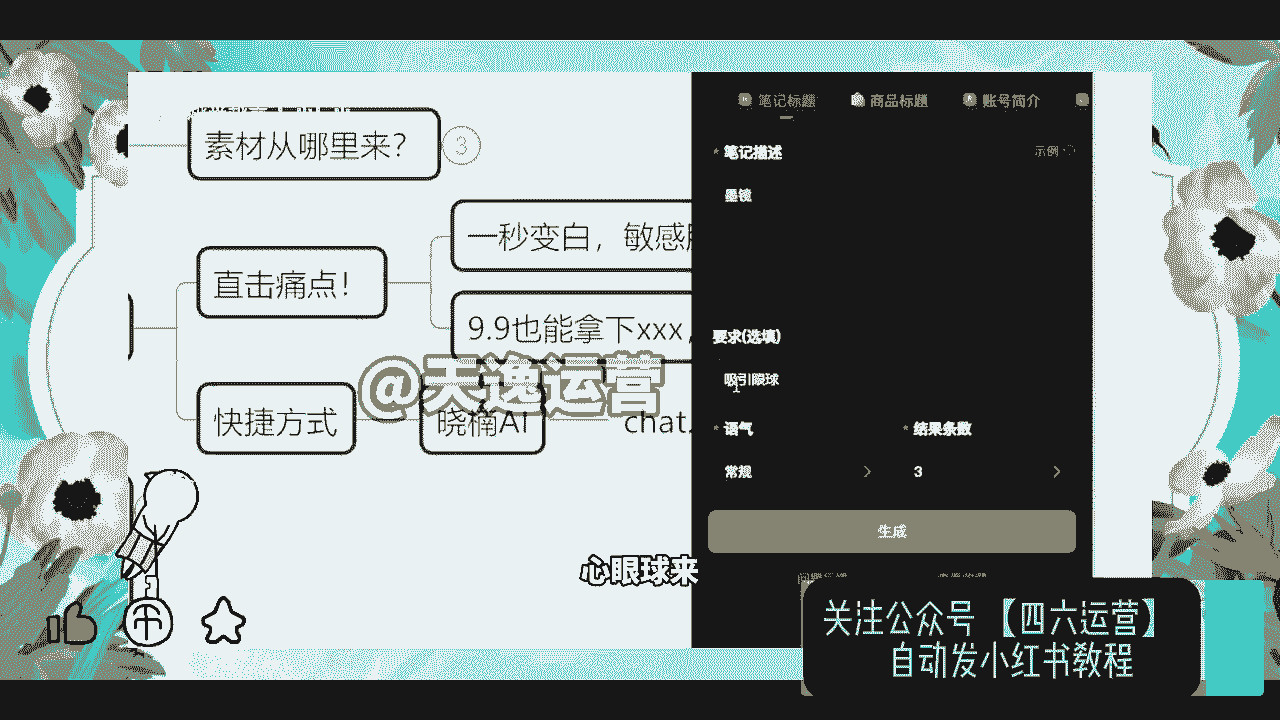 素材从哪里来？
3
直击痛点！
一秒变白，敏感
9.9也能拿下xxx，
快捷方式
晓楠AI
chat.
笔记标题
商品标题
账号简介
* 笔记描述
示例
墨镜
要求(选填)
吸引眼球
* 语气
* 结果条数
常规
3
生成
@天逸运营
心眼球来
关注公众号 【四六运营】
自动发小红书教程